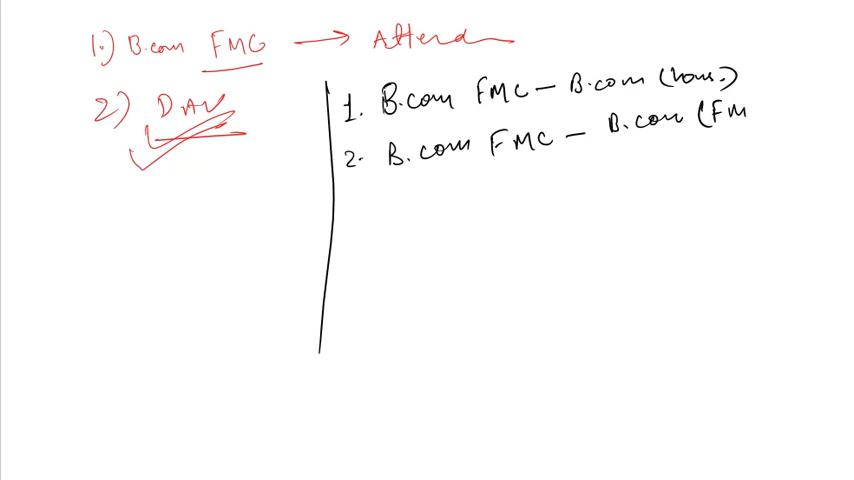 1.) B.com FMC → Attend
2) DAV
1. B.com FMC - B.com (hons.)
2. B.com FMC - B.com (FM